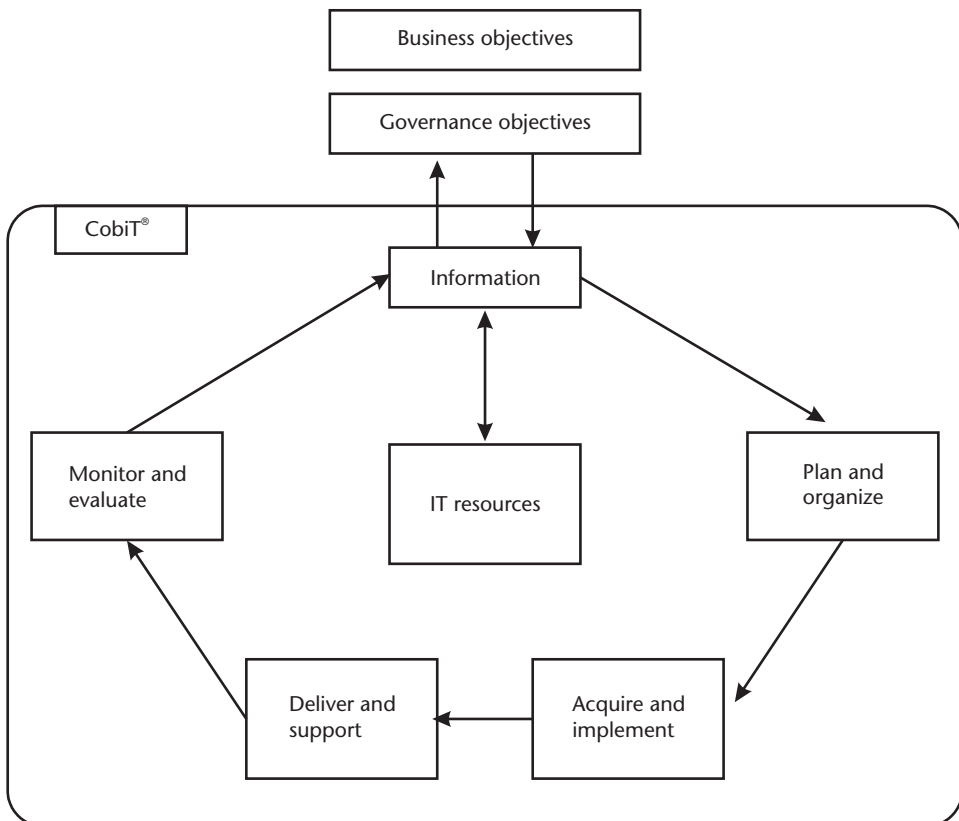 Business objectives
Governance objectives
CobiT®
Information
Monitor and
evaluate
IT resources
Plan and
organize
Deliver and
support
Acquire and
implement